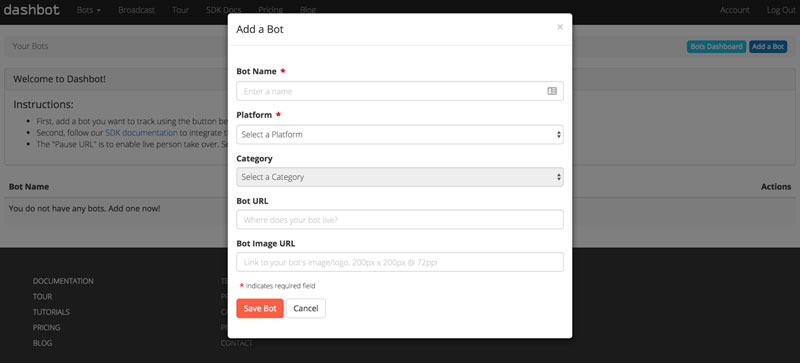 dashbot Bots Broadcast Tour SDK Docs Pricing Blog Account Log Out
Your Bots Bots Dashboard Add a Bot
Welcome to Dashbot!
Instructions:
First, add a bot you want to track using the button be
Second, follow our SDK documentation to integrate th
The "Pause URL" is to enable live person take over. Se
Bot Name Actions
You do not have any bots. Add one now!
Add a Bot ×
Bot Name *
Enter a name
Platform *
Select a Platform
Category
Select a Category
Bot URL
Where does your bot live?
Bot Image URL
Link to your bot's image/logo, 200px x 200px @ 72ppi
* indicates required field
Save Bot Cancel
DOCUMENTATION
TOUR
TUTORIALS
PRICING
BLOG
CONTACT